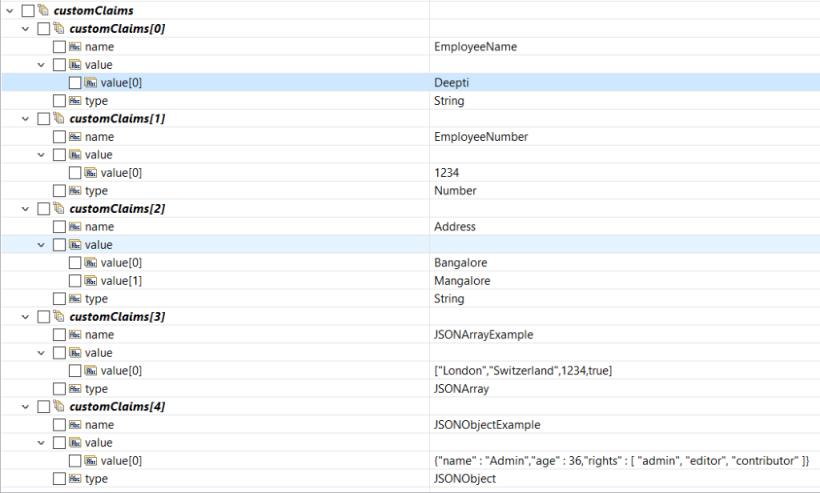 customClaims
customClaims[0]
name EmployeeName
value
value[0] Deepti
type String
customClaims[1]
name EmployeeNumber
value
value[0] 1234
type Number
customClaims[2]
name Address
value
value[0] Bangalore
value[1] Mangalore
type String
customClaims[3]
name JSONArrayExample
value
value[0] ["London","Switzerland",1234,true]
type JSONArray
customClaims[4]
name JSONObjectExample
value
value[0] {"name" : "Admin","age" : 36,"rights" : [ "admin", "editor", "contributor" ]}
type JSONObject